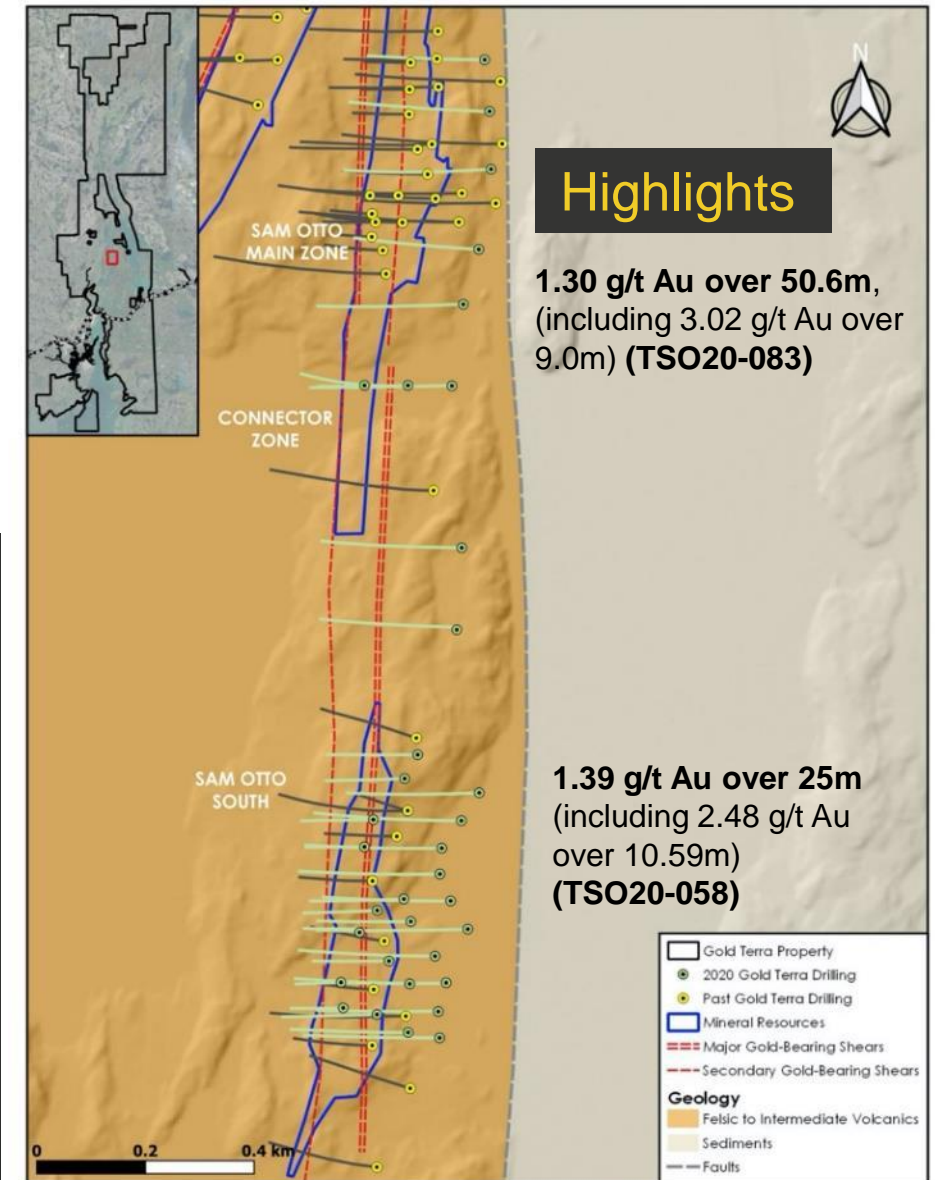 N
Highlights
1.30 g/t Au over 50.6m,
(including 3.02 g/t Au over
9.0m) (TSO20-083)
SAM OTTO
MAIN ZONE
CONNECTOR
ZONE
SAM OTTO
SOUTH
1.39 g/t Au over 25m
(including 2.48 g/t Au
over 10.59m)
(TSO20-058)
Gold Terra Property
2020 Gold Terra Drilling
Past Gold Terra Drilling
Mineral Resources
Major Gold-Bearing Shears
Secondary Gold-Bearing Shears
Geology
Felsic to Intermediate Volcanics
Sediments
Faults
0 0.2 0.4 km